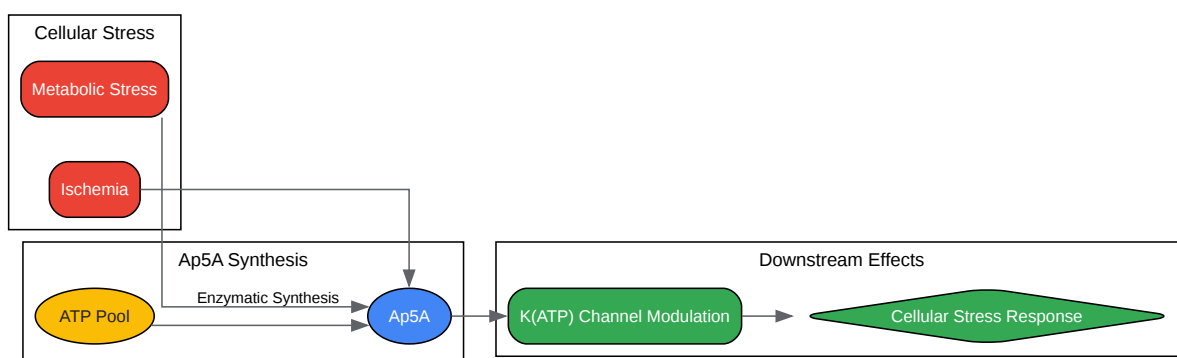 Cellular Stress
Metabolic Stress
Ischemia
Ap5A Synthesis
Downstream Effects
Enzymatic Synthesis
ATP Pool
Ap5A
K(ATP) Channel Modulation
Cellular Stress Response